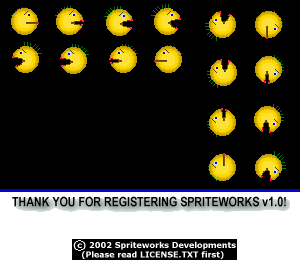 THANK YOU FOR REGISTERING SPRITEWORKS v1.0!
© 2002 Spriteworks Developments
(Please read LICENSE.TXT first)